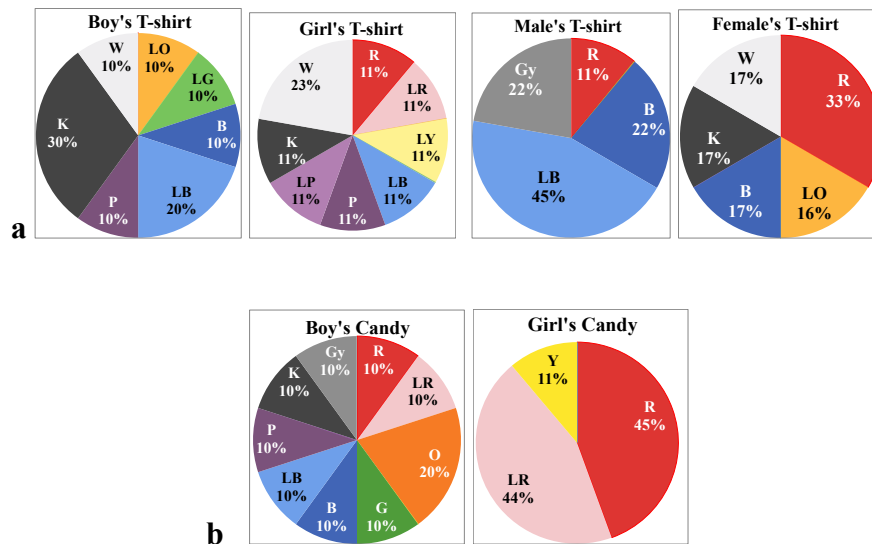 Boy's T-shirt
W
10%
LO
10%
LG
10%
B
10%
LB
20%
P
10%
K
30%
Girl's T-shirt
W
23%
R
11%
LR
11%
LY
11%
LB
11%
P
11%
LP
11%
K
11%
Male's T-shirt
Gy
22%
R
11%
B
22%
LB
45%
Female's T-shirt
W
17%
R
33%
LO
16%
B
17%
K
17%
a
Boy's Candy
Gy
10%
R
10%
LR
10%
O
20%
G
10%
B
10%
LB
10%
P
10%
K
10%
Girl's Candy
Y
11%
R
45%
LR
44%
b